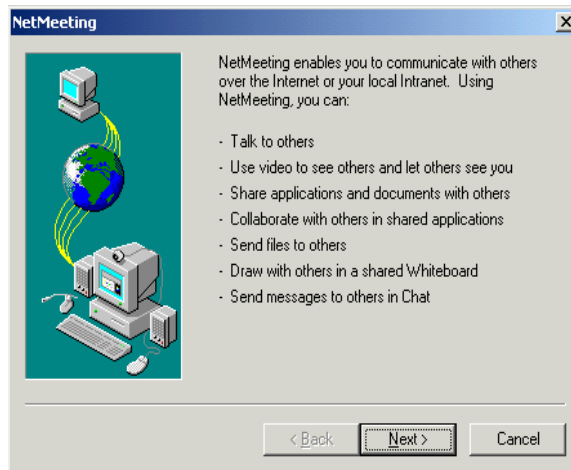 NetMeeting
NetMeeting enables you to communicate with others
over the Internet or your local Intranet. Using
NetMeeting, you can:
- Talk to others
- Use video to see others and let others see you
- Share applications and documents with others
- Collaborate with others in shared applications
- Send files to others
- Draw with others in a shared Whiteboard
- Send messages to others in Chat
< Back Next > Cancel